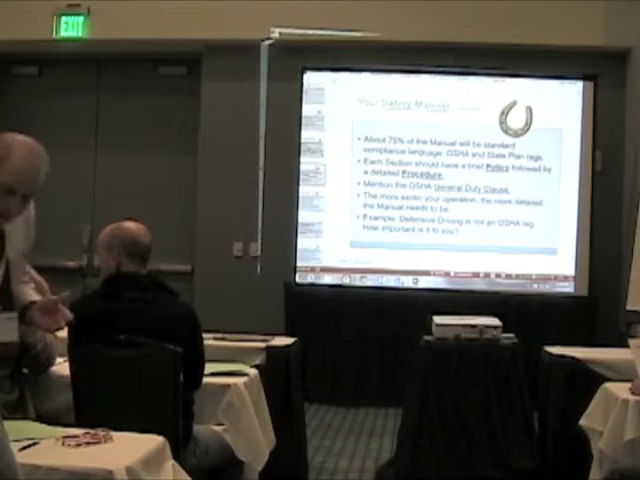 EXIT
Your Safety Manual
• About 75% of the Manual will be standard
compliance language. OSHA and State Plan regs.
• Each Section should have a brief Policy followed by
a detailed Procedure.
• Mention the OSHA General Duty Clause.
• The more exotic your operation, the more detailed
the Manual needs to be.
• Example: Defensive Driving is not an OSHA reg.
How important is it to you?